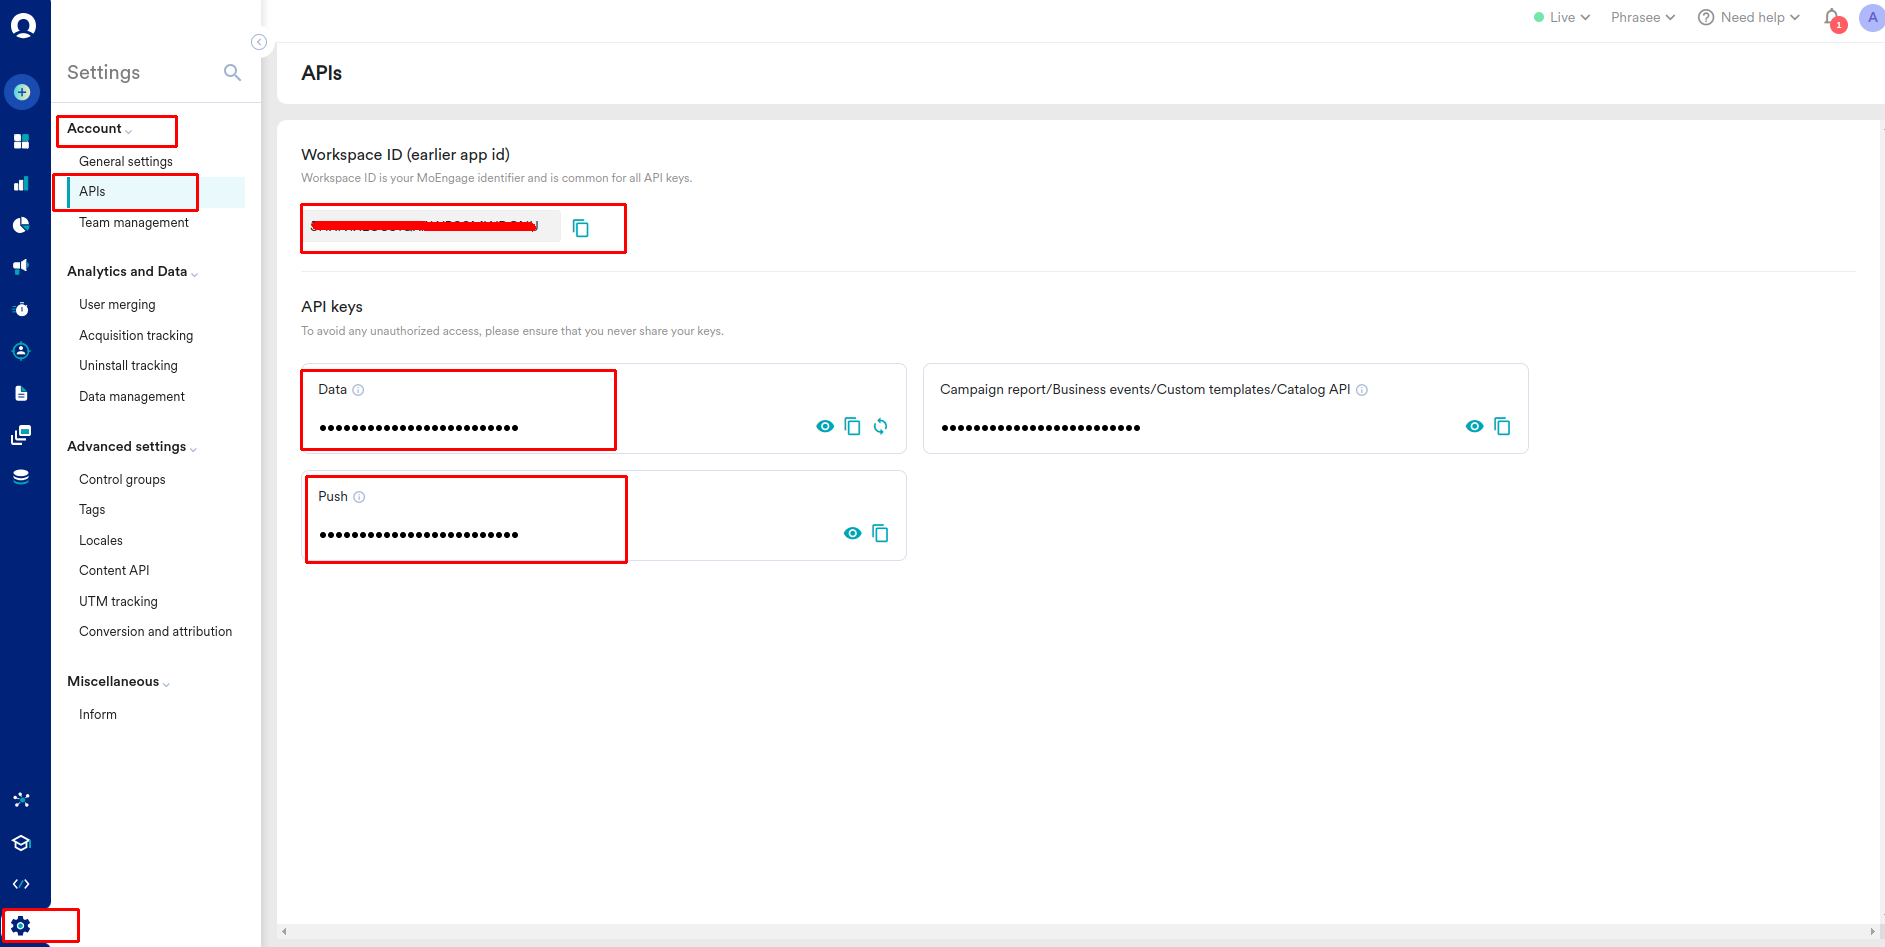 Live
Phrasee
Need help
1
A
Settings
APIs
Account
General settings
APIs
Team management
Analytics and Data
User merging
Acquisition tracking
Uninstall tracking
Data management
Advanced settings
Control groups
Tags
Locales
Content API
UTM tracking
Conversion and attribution
Miscellaneous
Inform
Workspace ID (earlier app id)
Workspace ID is your MoEngage identifier and is common for all API keys.
API keys
To avoid any unauthorized access, please ensure that you never share your keys.
Data
•••••••••••••••••••••••••
Campaign report/Business events/Custom templates/Catalog API
•••••••••••••••••••••••••
Push
•••••••••••••••••••••••••